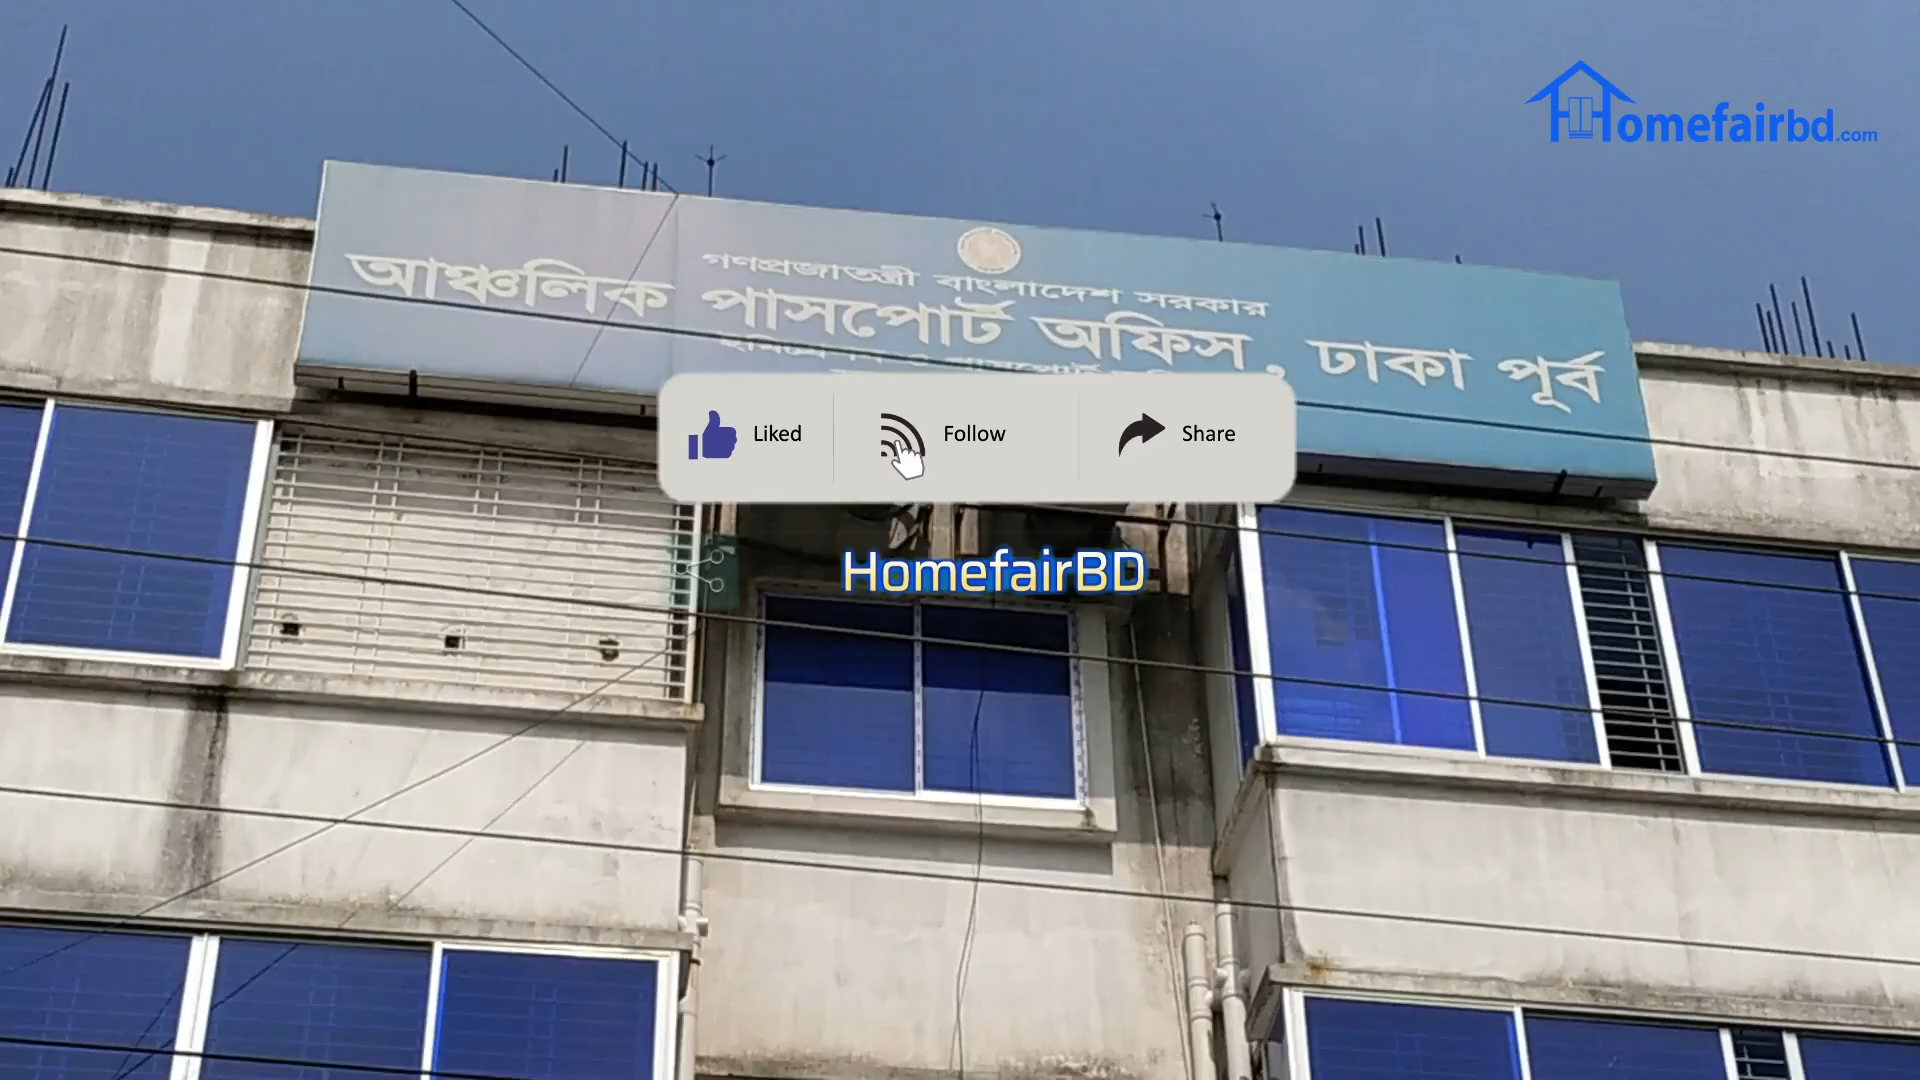 Homefairbd.com
গণপ্রজাতন্ত্রী বাংলাদেশ সরকার
আঞ্চলিক পাসপোর্ট অফিস, ঢাকা পূর্ব
Liked Follow Share
HomefairBD